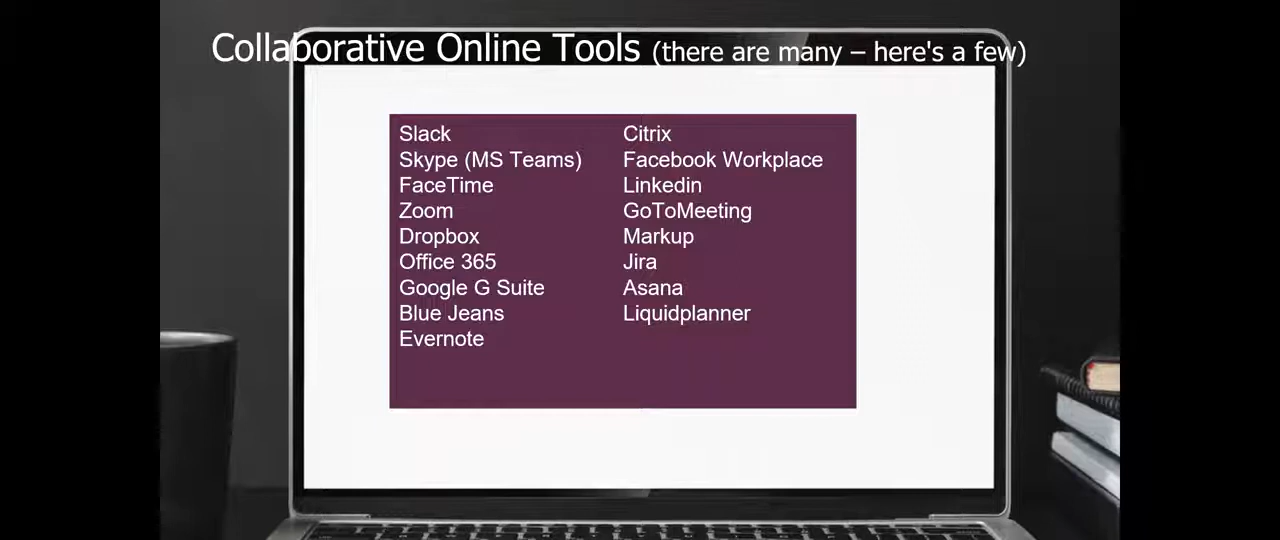 Collaborative Online Tools (there are many – here's a few)
Slack
Skype (MS Teams)
FaceTime
Zoom
Dropbox
Office 365
Google G Suite
Blue Jeans
Evernote
Citrix
Facebook Workplace
Linkedin
GoToMeeting
Markup
Jira
Asana
Liquidplanner